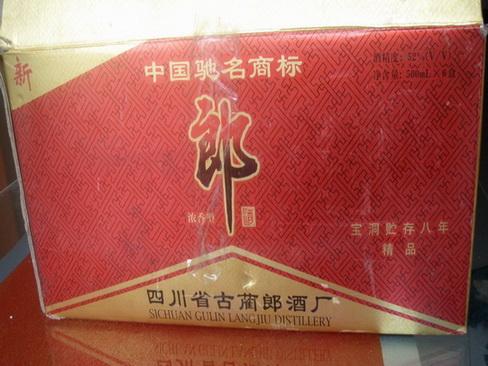 新
中国驰名商标
酒精度: 52%(V/V)
净含量: 500mL×6盒
郎
浓香型
宝洞贮存八年
精品
四川省古蔺郎酒厂
SICHUAN GULIN LANGJIU DISTILLERY